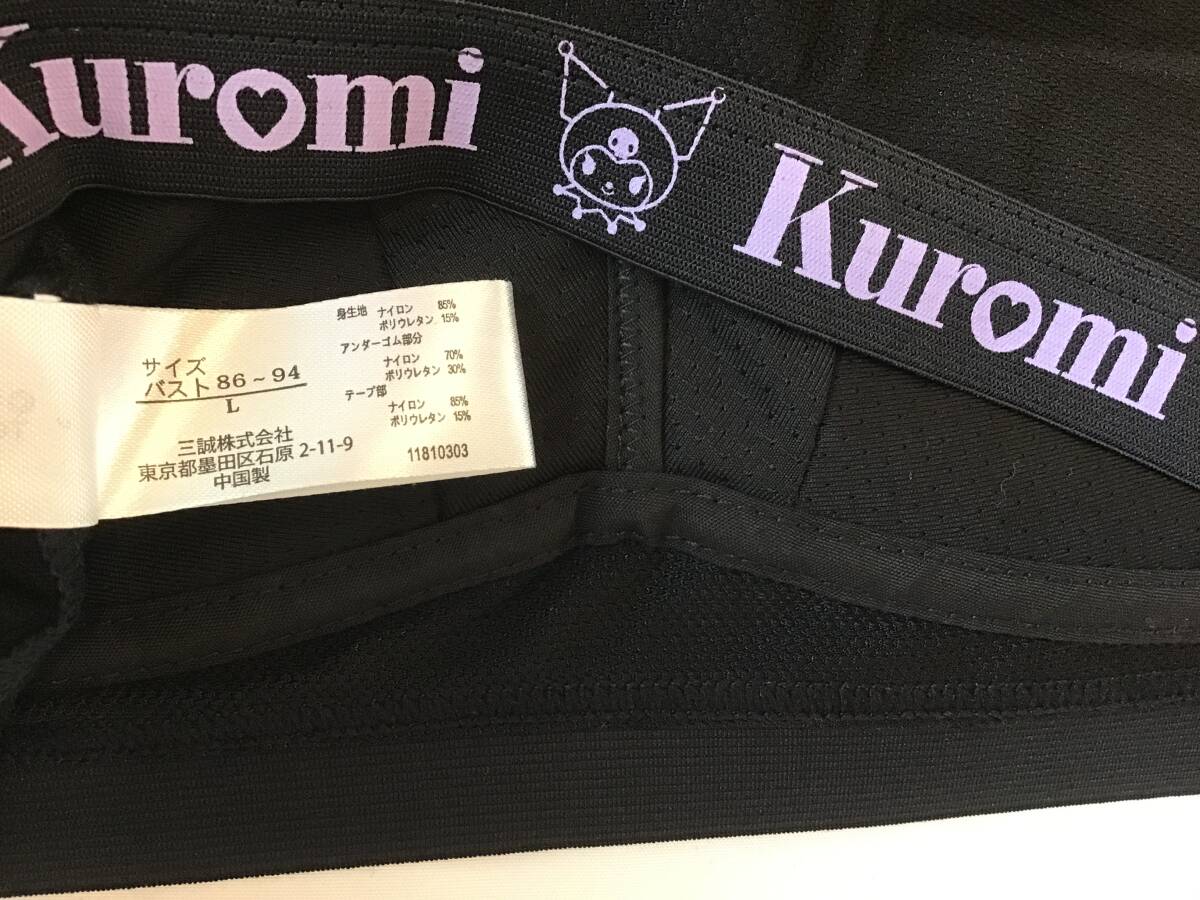 Kuromi
Kuromi
サイズ
バスト 86~94
L
三誠株式会社
東京都墨田区石原 2-11-9
中国製
身生地 ナイロン 85%
ポリウレタン 15%
アンダーゴム部分
ナイロン 70%
ポリウレタン 30%
テープ部
ナイロン 85%
ポリウレタン 15%
11810303